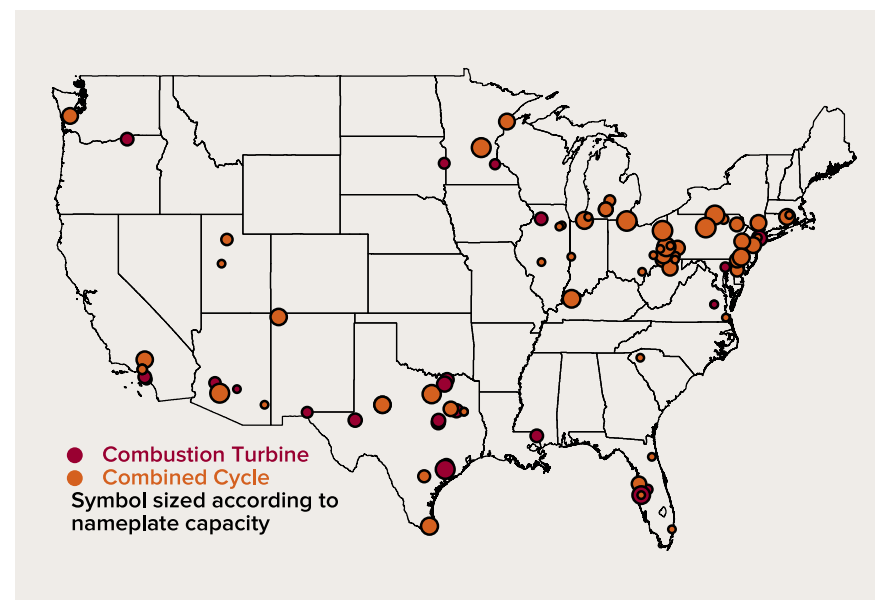 Combustion Turbine
Combined Cycle
Symbol sized according to
nameplate capacity